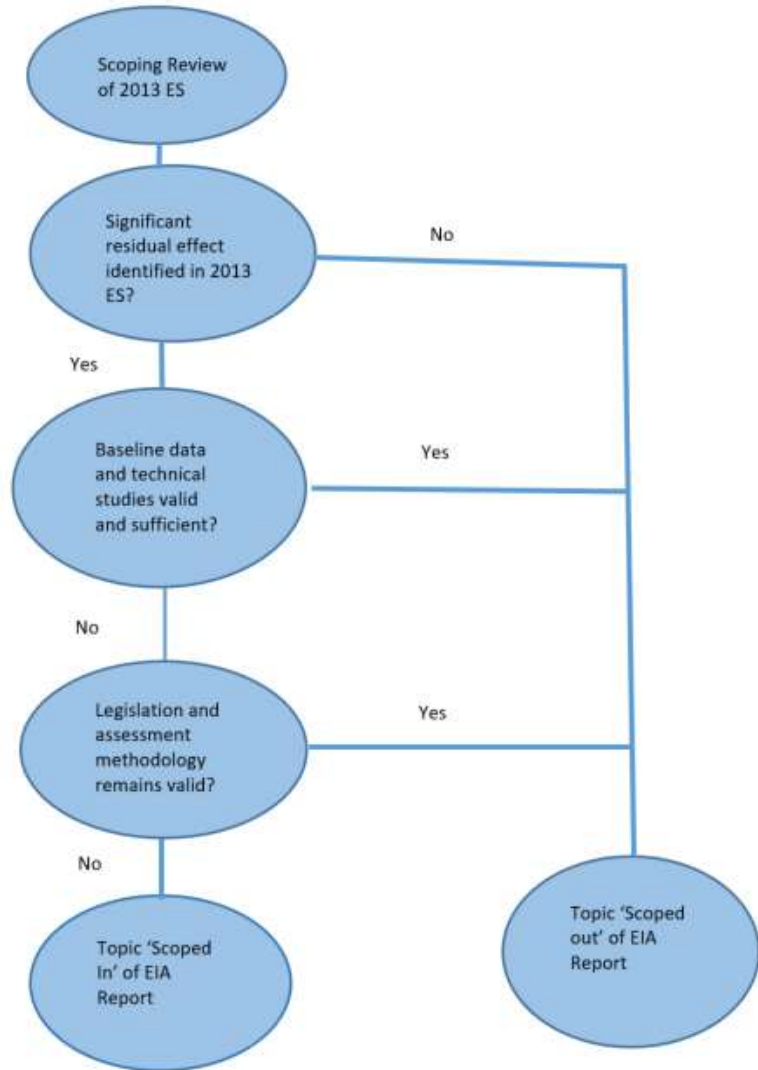 Scoping Review
of 2013 ES
Significant
residual effect
identified in 2013
ES?
No
Yes
Baseline data
and technical
studies valid
and sufficient?
Yes
No
Legislation and
assessment
methodology
remains valid?
Yes
No
Topic ‘Scoped
In’ of EIA
Report
Topic ‘Scoped
out’ of EIA
Report